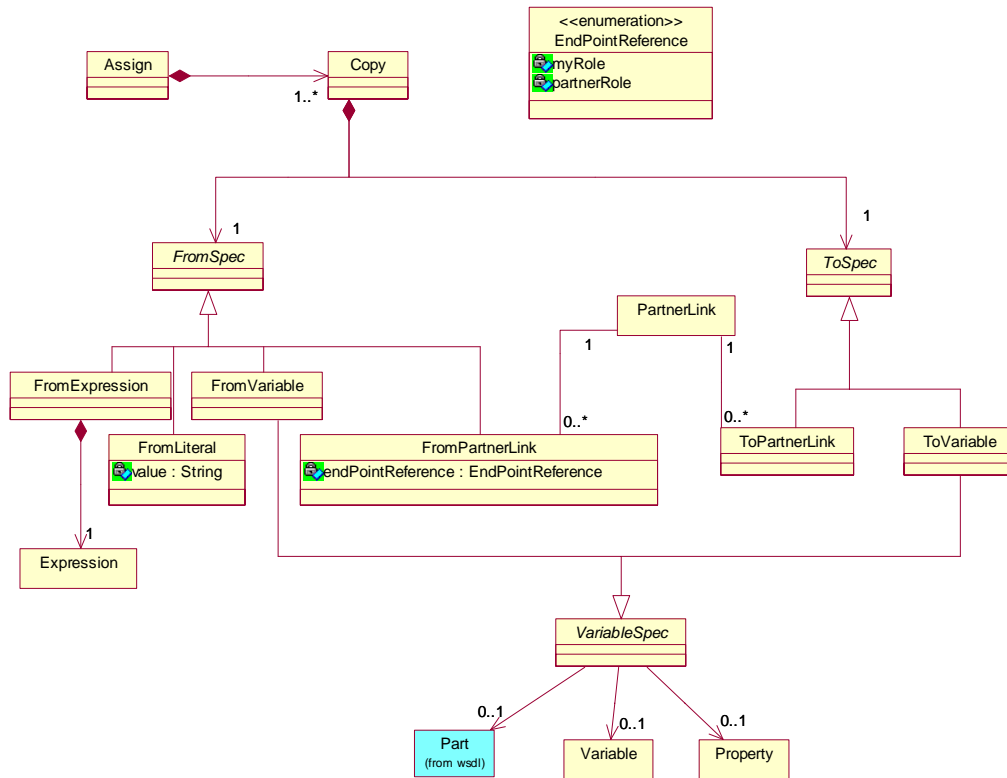 <<enumeration>>
EndPointReference
myRole
partnerRole
Assign
Copy
1..*
1
1
FromSpec
ToSpec
PartnerLink
1
1
FromExpression
FromVariable
0..*
0..*
FromLiteral
value : String
FromPartnerLink
endPointReference : EndPointReference
ToPartnerLink
ToVariable
1
Expression
VariableSpec
0..1
0..1
0..1
Part
(from wsdl)
Variable
Property